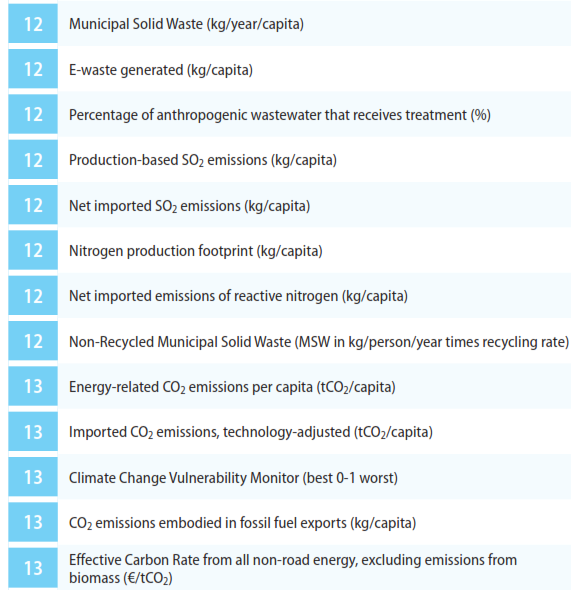 12 Municipal Solid Waste (kg/year/capita)
12 E-waste generated (kg/capita)
12 Percentage of anthropogenic wastewater that receives treatment (%)
12 Production-based SO₂ emissions (kg/capita)
12 Net imported SO₂ emissions (kg/capita)
12 Nitrogen production footprint (kg/capita)
12 Net imported emissions of reactive nitrogen (kg/capita)
12 Non-Recycled Municipal Solid Waste (MSW in kg/person/year times recycling rate)
13 Energy-related CO₂ emissions per capita (tCO₂/capita)
13 Imported CO₂ emissions, technology-adjusted (tCO₂/capita)
13 Climate Change Vulnerability Monitor (best 0-1 worst)
13 CO₂ emissions embodied in fossil fuel exports (kg/capita)
13 Effective Carbon Rate from all non-road energy, excluding emissions from
biomass (€/tCO₂)